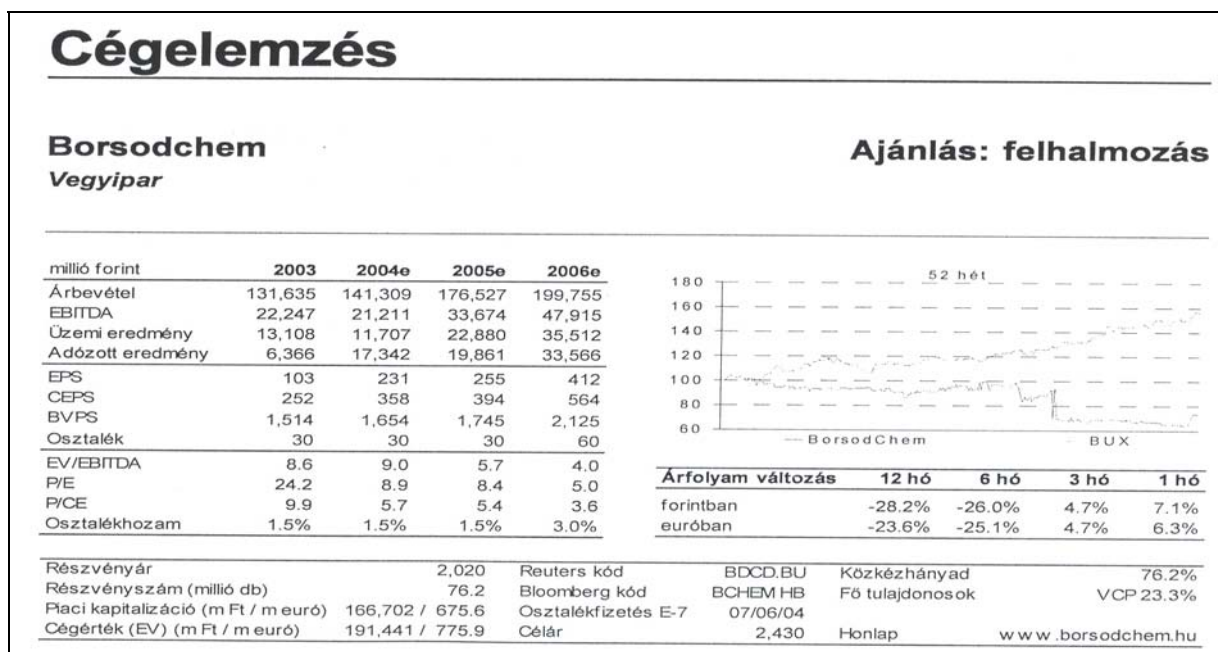 Cégelemzés
Borsodchem
Ajánlás: felhalmozás
Vegyipar
millió forint 2003 2004e 2005e 2006e
Árbevétel 131,635 141,309 176,527 199,755
EBITDA 22,247 21,211 33,674 47,915
Üzemi eredmény 13,108 11,707 22,880 35,512
Adózott eredmény 6,366 17,342 19,861 33,566
EPS 103 231 255 412
CEPS 252 358 394 564
BVPS 1,514 1,654 1,745 2,125
Osztalék 30 30 30 60
EV/EBITDA 8.6 9.0 5.7 4.0
P/E 24.2 8.9 8.4 5.0
P/CE 9.9 5.7 5.4 3.6
Osztalékhozam 1.5% 1.5% 1.5% 3.0%
52 hét
180
160
140
120
100
80
60
BorsodChem BUX
Árfolyam változás 12 hó 6 hó 3 hó 1 hó
forintban -28.2% -26.0% 4.7% 7.1%
euróban -23.6% -25.1% 4.7% 6.3%
Részvényár 2,020 Reuters kód BDCD.BU Közkézhányad 76.2%
Részvényszám (millió db) 76.2 Bloomberg kód BCHEM HB Fő tulajdonosok VCP 23.3%
Piaci kapitalizáció (m Ft / m euró) 166,702 / 675.6 Osztalékfizetés E-7 07/06/04
Cégérték (EV) (m Ft / m euró) 191,441 / 775.9 Célár 2,430 Honlap www.borsodchem.hu